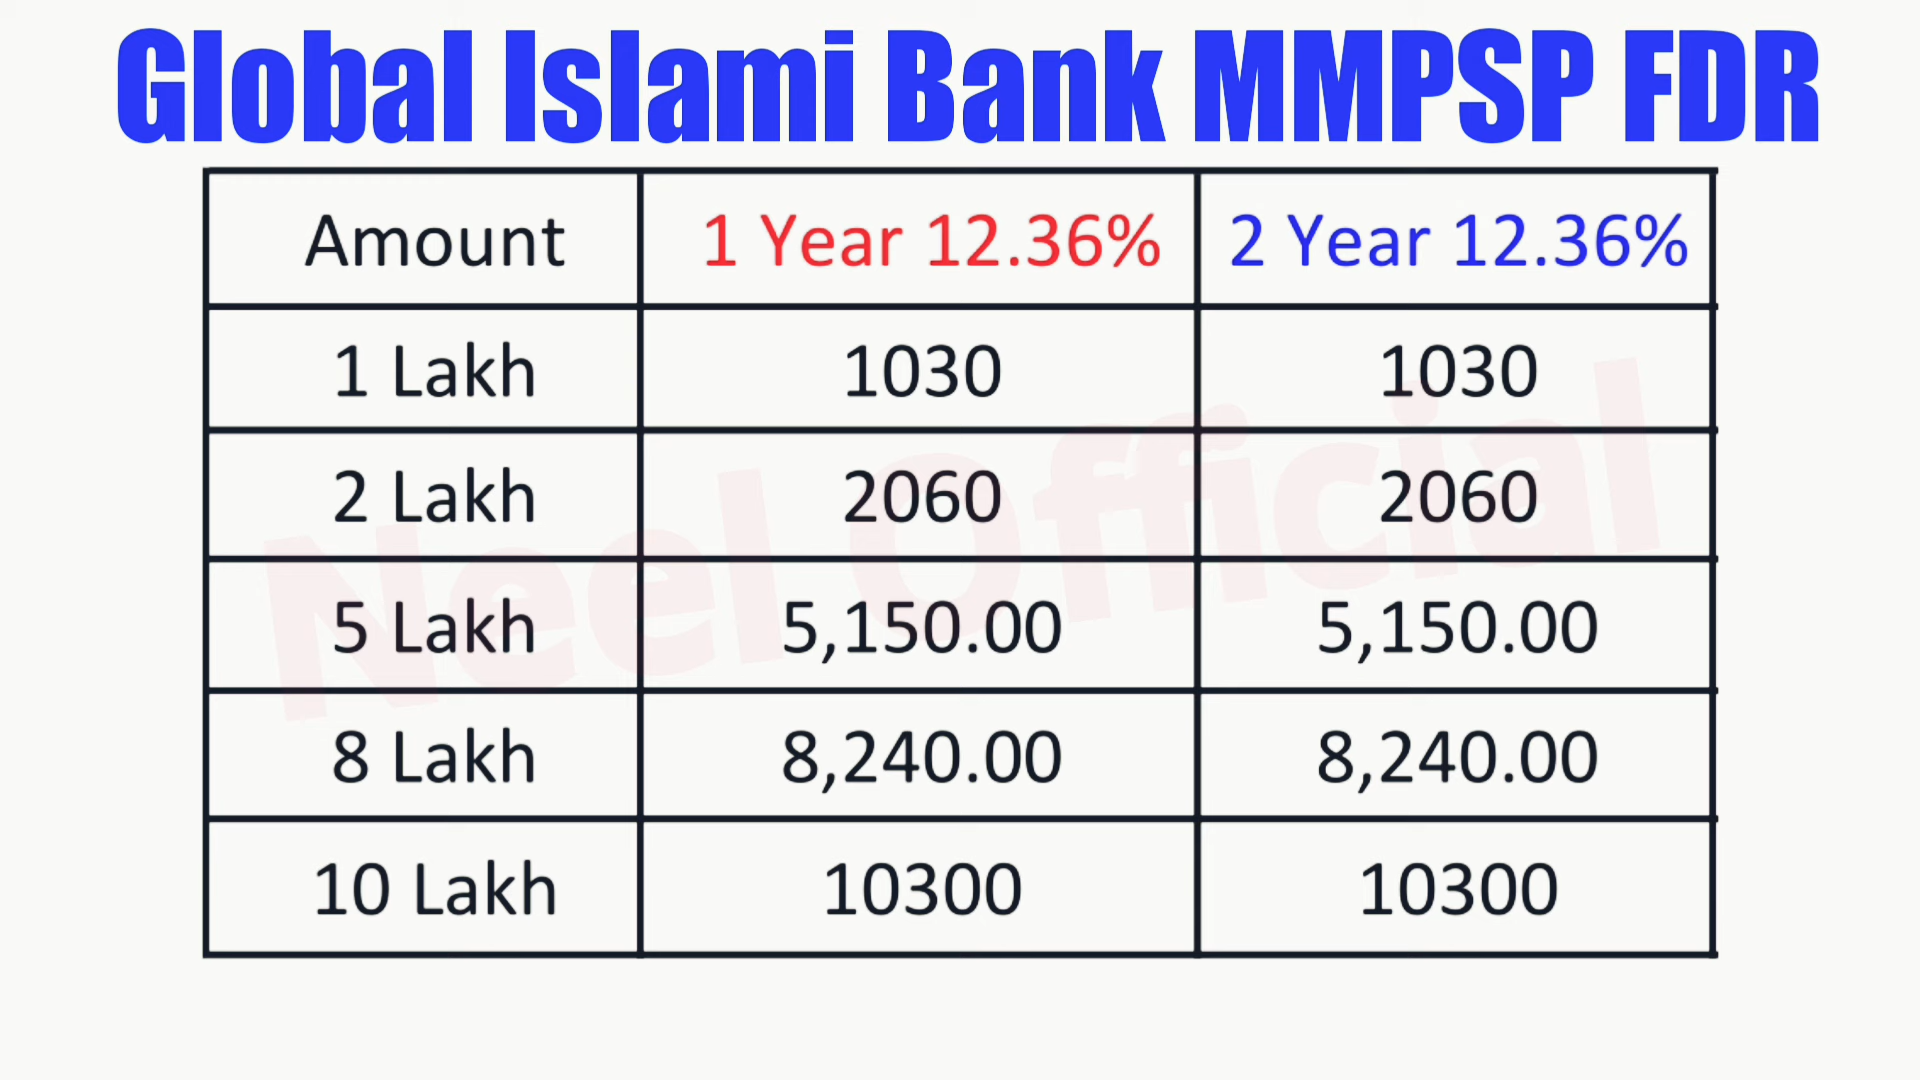 Global Islami Bank MMPSP FDR
Amount 1 Year 12.36% 2 Year 12.36%
1 Lakh 1030 1030
2 Lakh 2060 2060
5 Lakh 5,150.00 5,150.00
8 Lakh 8,240.00 8,240.00
10 Lakh 10300 10300
Neel Official